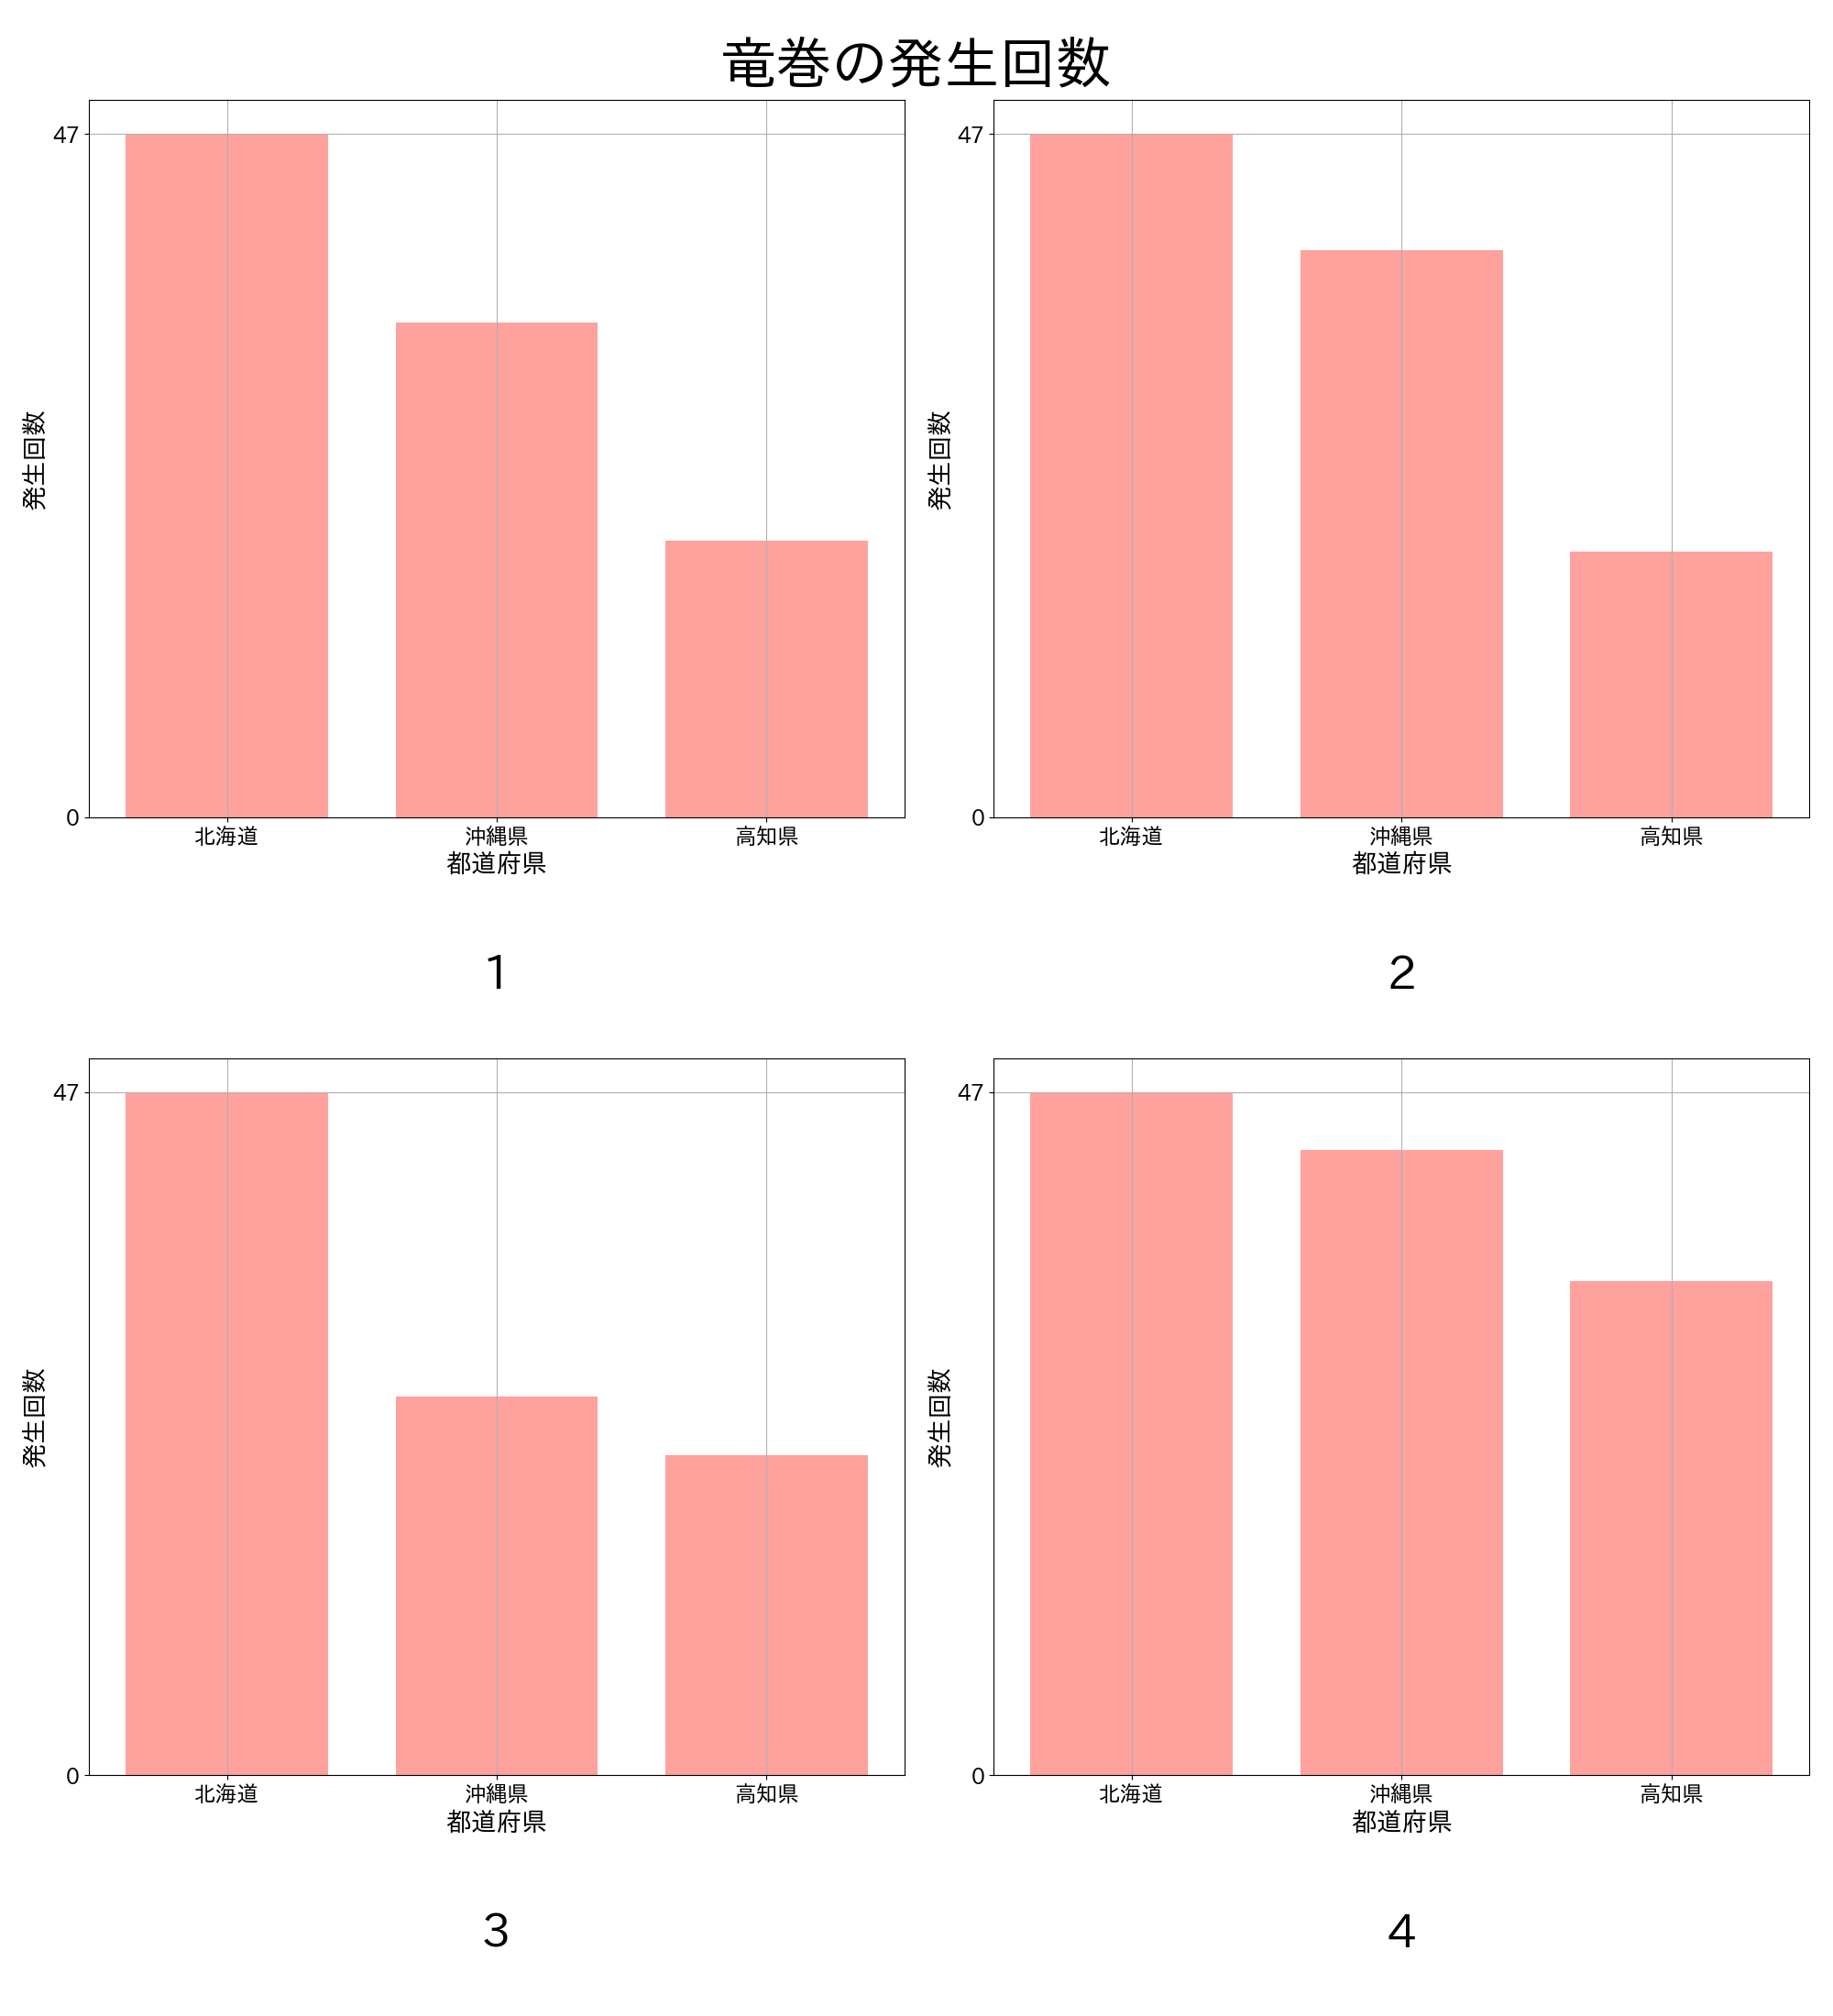 竜巻の発生回数
47
発生回数
0
北海道 沖縄県 高知県
都道府県
1
47
発生回数
0
北海道 沖縄県 高知県
都道府県
2
47
発生回数
0
北海道 沖縄県 高知県
都道府県
3
47
発生回数
0
北海道 沖縄県 高知県
都道府県
4